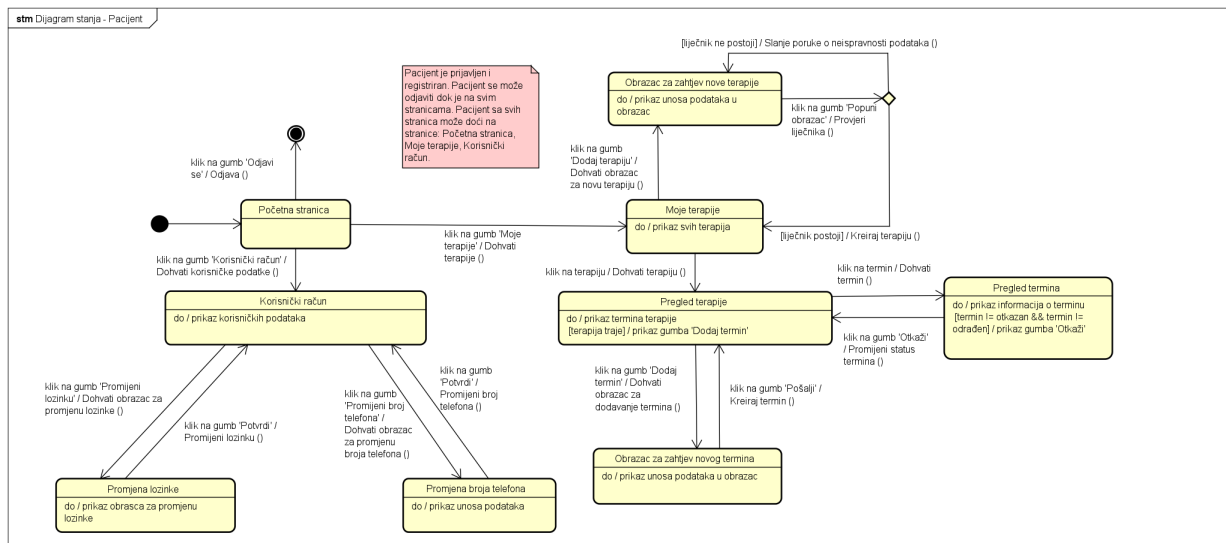 stm Dijagram stanja - Pacijent
[liječnik ne postoji] / Slanje poruke o neispravnosti podataka ()
Pacijent je prijavljen i
registriran. Pacijent se može
odjaviti dok je na svim
stranicama. Pacijent sa svih
stranica može doći na
stranice: Početna stranica,
Moje terapije, Korisnički
račun.
Obrazac za zahtjev nove terapije
do / prikaz unosa podataka u
obrazac
klik na gumb 'Popuni
obrazac' / Provjeri
liječnika ()
klik na gumb 'Odjavi
se' / Odjava ()
klik na gumb
'Dodaj terapiju' /
Dohvati obrazac
za novu terapiju ()
Početna stranica
Moje terapije
do / prikaz svih terapija
klik na gumb 'Moje
terapije' / Dohvati
terapije ()
[liječnik postoji] / Kreiraj terapiju ()
klik na gumb 'Korisnički račun' /
Dohvati korisničke podatke ()
klik na terapiju / Dohvati terapiju ()
klik na termin / Dohvati
termin ()
Korisnički račun
do / prikaz korisničkih podataka
Pregled terapije
do / prikaz termina terapije
[terapija traje] / prikaz gumba 'Dodaj termin'
Pregled termina
do / prikaz informacija o terminu
[termin != otkazan && termin !=
odrađen] / prikaz gumba 'Otkaži'
klik na gumb 'Otkaži'
/ Promijeni status
termina ()
klik na gumb 'Promijeni
lozinku' / Dohvati obrazac za
promjenu lozinke ()
klik na gumb 'Potvrdi' /
Promijeni lozinku ()
klik na gumb
'Promijeni broj
telefona' /
Dohvati obrazac
za promjenu
broja telefona ()
klik na gumb
'Potvrdi' /
Promijeni broj
telefona ()
klik na gumb 'Dodaj
termin' / Dohvati
obrazac za
dodavanje termina ()
klik na gumb 'Pošalji' /
Kreiraj termin ()
Promjena lozinke
do / prikaz obrasca za promjenu
lozinke
Promjena broja telefona
do / prikaz unosa podataka
Obrazac za zahtjev novog termina
do / prikaz unosa podataka u obrazac